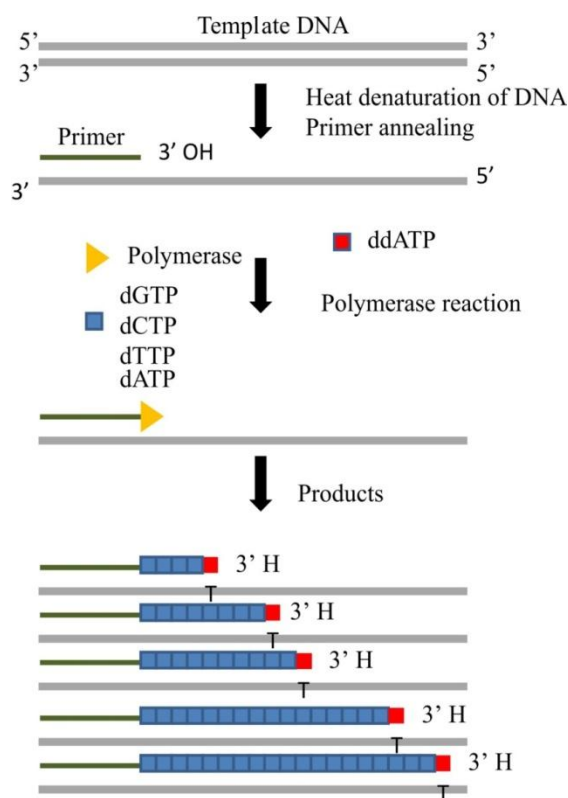 Template DNA
5’ 3’
3’ 5’
Heat denaturation of DNA
Primer annealing
Primer 3’ OH
3’ 5’
ddATP
Polymerase
dGTP
dCTP
dTTP
dATP
Polymerase reaction
Products
3’ H
T
3’ H
T
3’ H
T
3’ H
T
3’ H
T